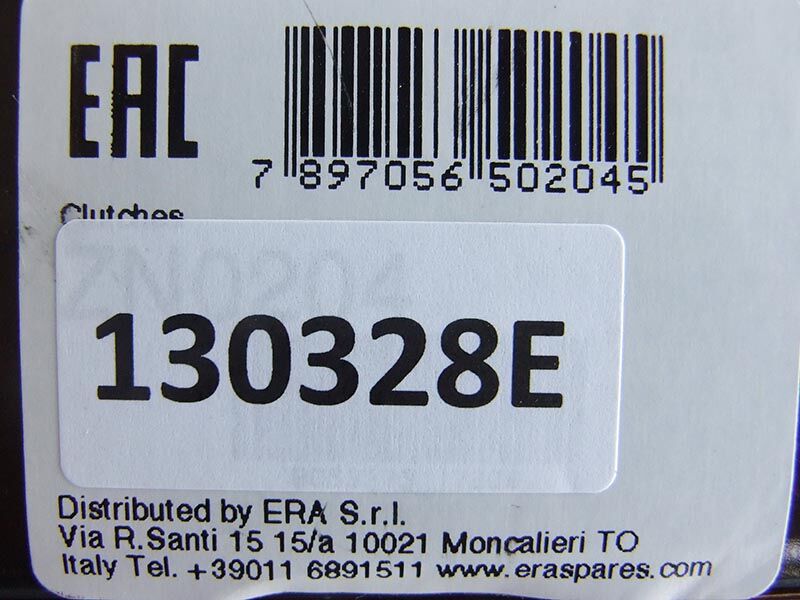 EAC
7 897056 502045
Clutches
ZN0204
130328E
Distributed by ERA S.r.l.
Via R.Santi 15 15/a 10021 Moncalieri TO
Italy Tel. +39011 6891511 www.eraspares.com